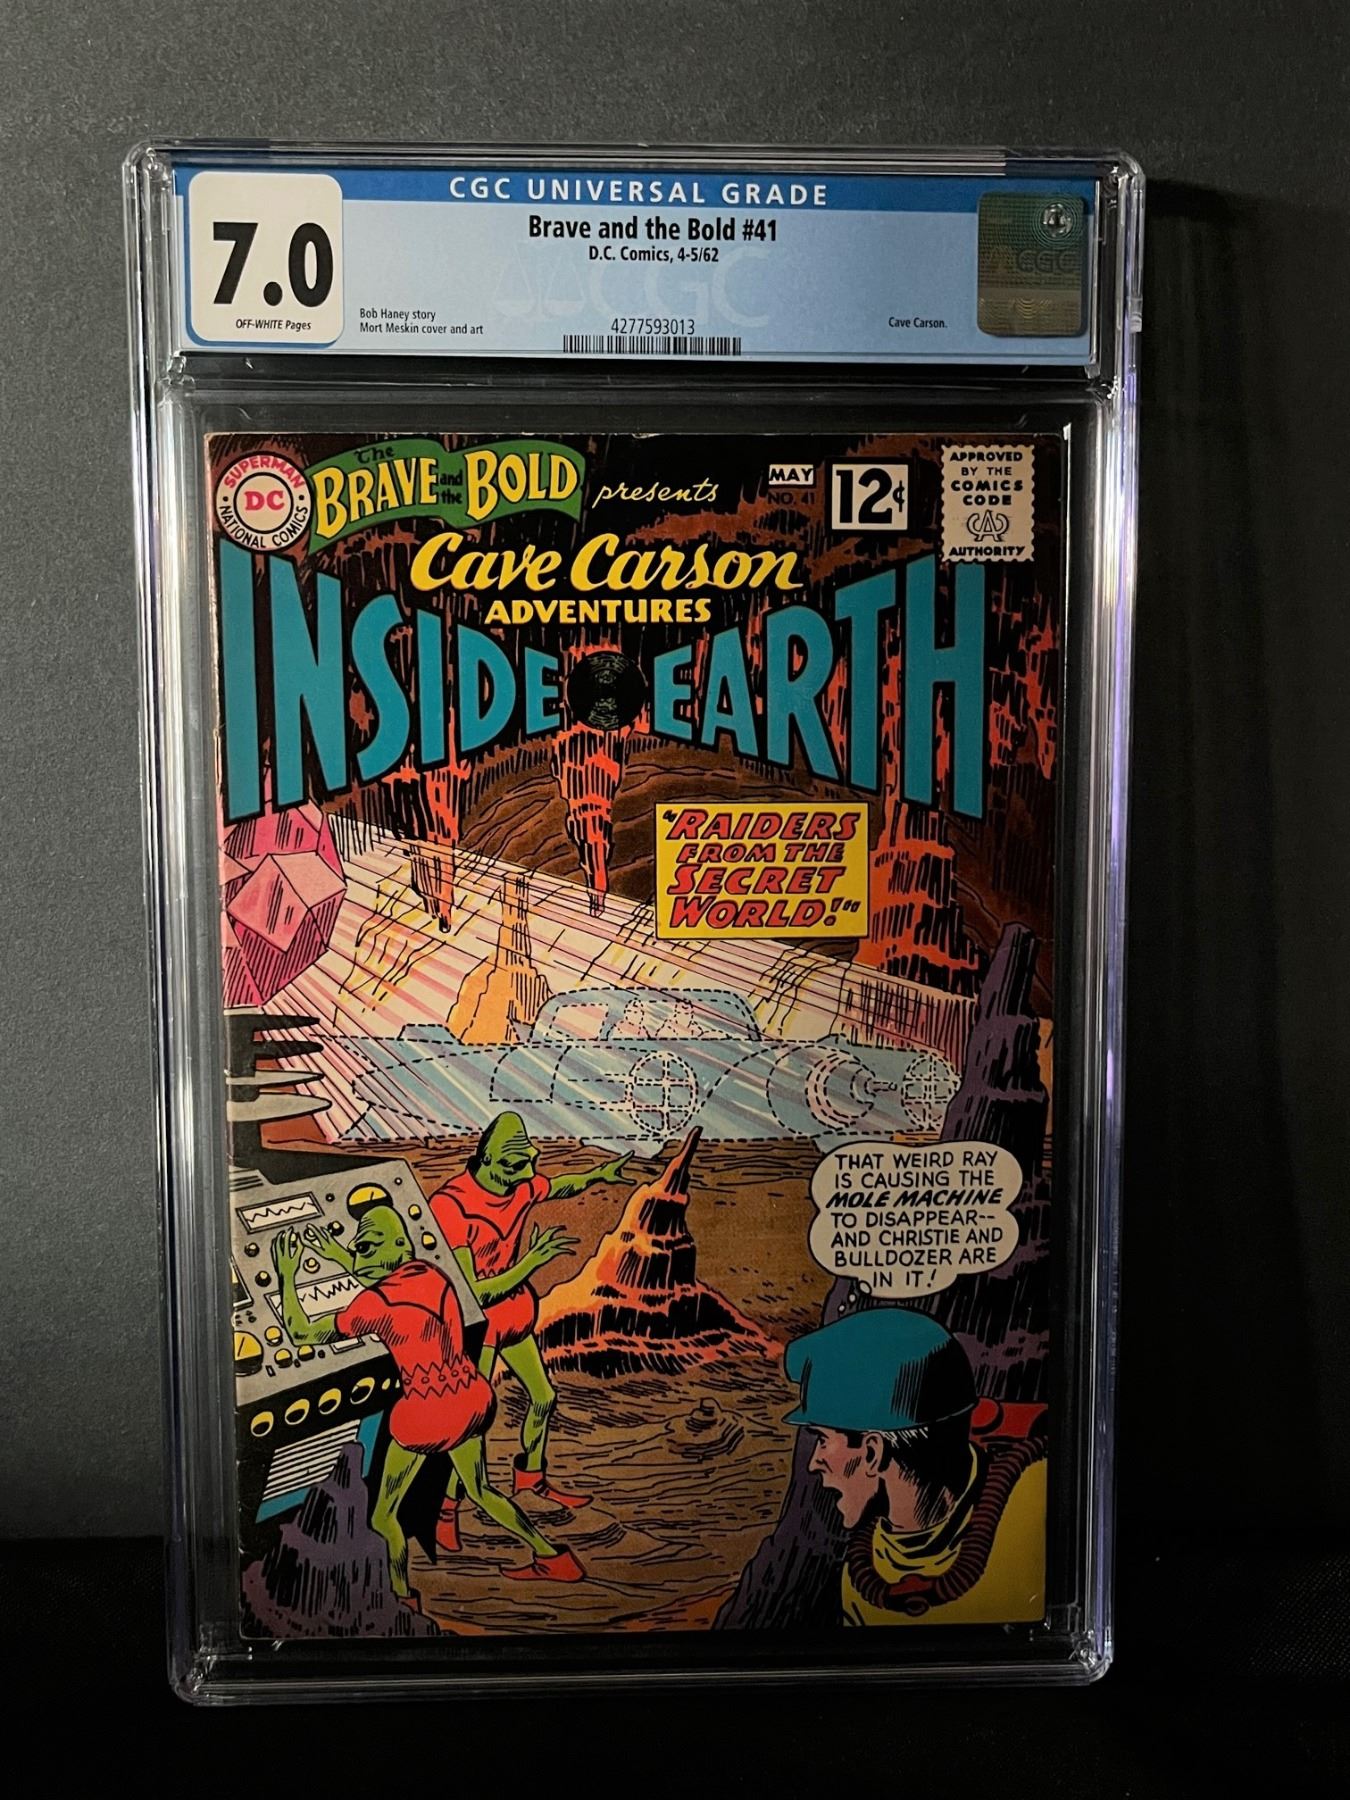 CGC UNIVERSAL GRADE
7.0
OFF-WHITE Pages
Brave and the Bold #41
D.C. Comics, 4-5/62
Bob Haney story
Mort Meskin cover and art
4277593013
Cave Carson.
CGC
CGC
SUPERMAN
DC
NATIONAL COMICS
The
BRAVE and the BOLD presents
MAY
NO. 41
12¢
APPROVED
BY THE
COMICS
CODE
CA
AUTHORITY
Cave Carson
ADVENTURES
INSIDE EARTH
"RAIDERS
FROM THE
SECRET
WORLD!"
THAT WEIRD RAY
IS CAUSING THE
MOLE MACHINE
TO DISAPPEAR--
AND CHRISTIE AND
BULLDOZER ARE
IN IT!